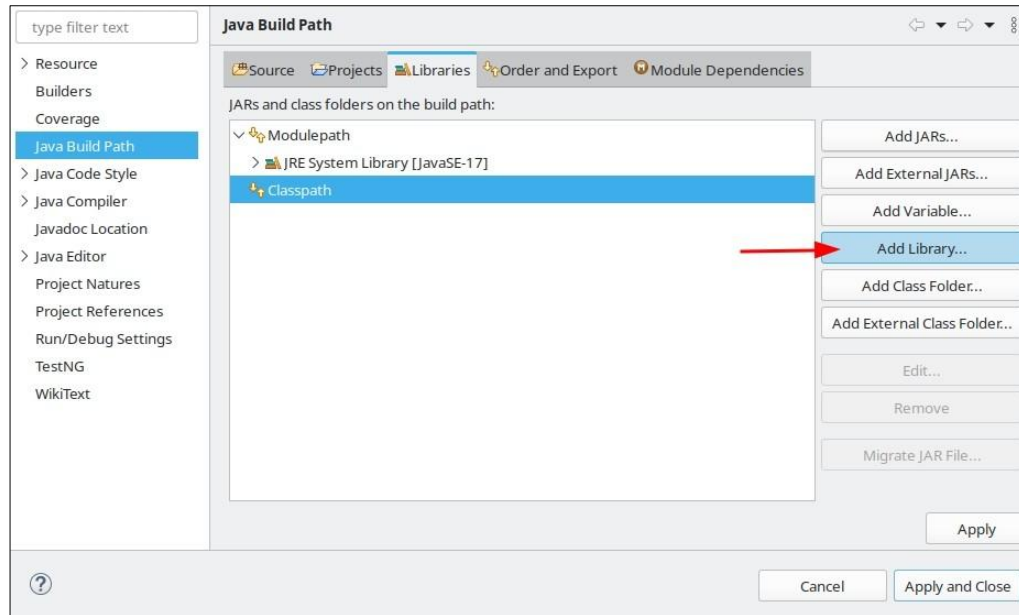 type filter text
Resource
Builders
Coverage
Java Build Path
Java Code Style
Java Compiler
Javadoc Location
Java Editor
Project Natures
Project References
Run/Debug Settings
TestNG
WikiText
Java Build Path
Source Projects Libraries Order and Export Module Dependencies
JARs and class folders on the build path:
Modulepath
JRE System Library [JavaSE-17]
Classpath
Add JARs...
Add External JARs...
Add Variable...
Add Library...
Add Class Folder...
Add External Class Folder...
Edit...
Remove
Migrate JAR File...
Apply
?
Cancel
Apply and Close